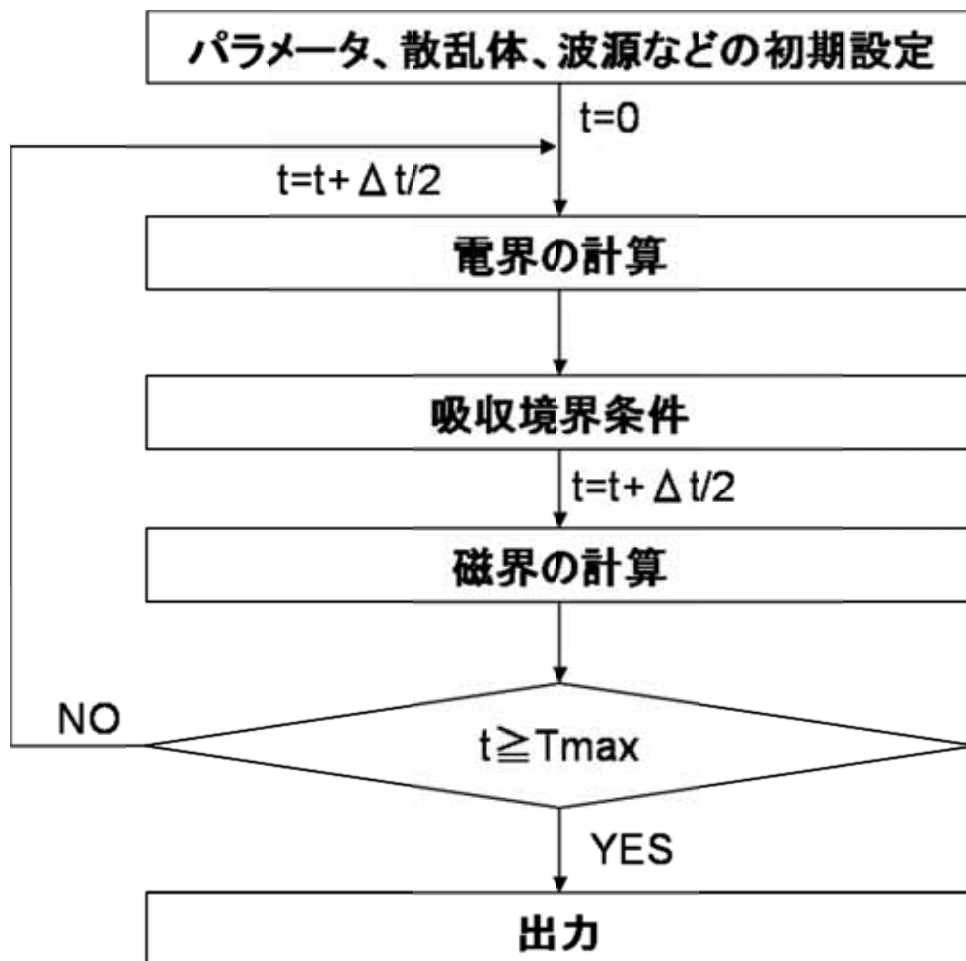 パラメータ、散乱体、波源などの初期設定
t=0
t=t+Δt/2
電界の計算
吸収境界条件
t=t+Δt/2
磁界の計算
NO
t≧Tmax
YES
出力